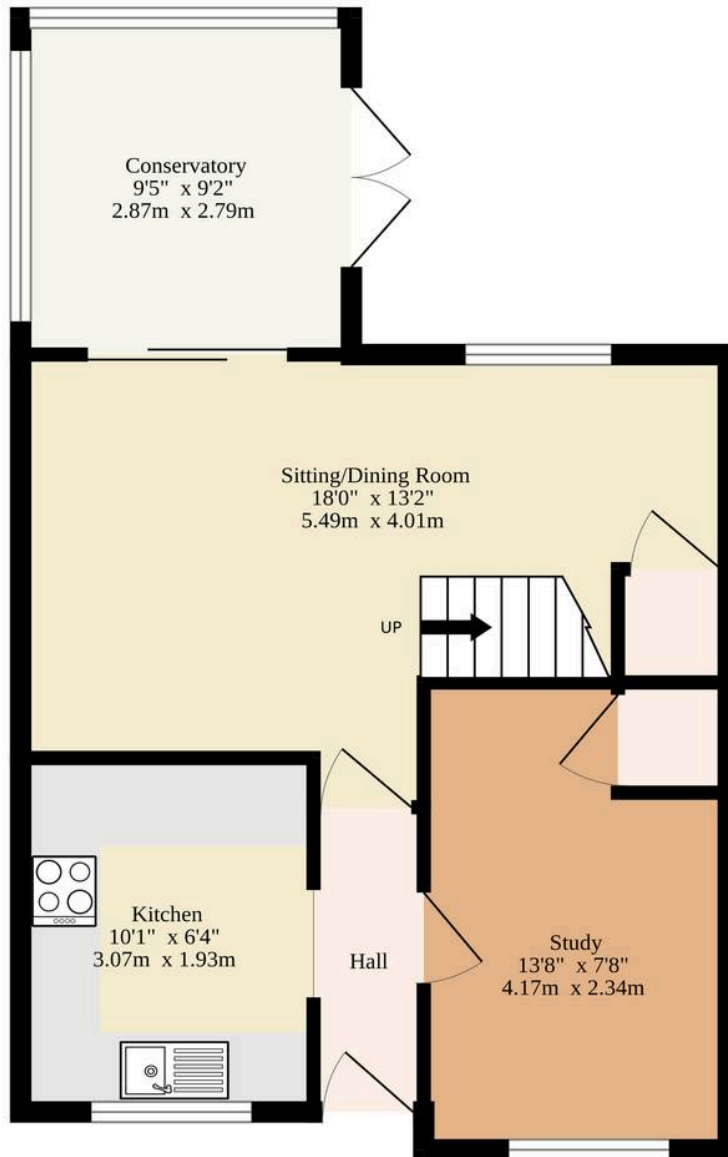 Conservatory
9'5" x 9'2"
2.87m x 2.79m
Sitting/Dining Room
18'0" x 13'2"
5.49m x 4.01m
UP
Kitchen
10'1" x 6'4"
3.07m x 1.93m
Hall
Study
13'8" x 7'8"
4.17m x 2.34m